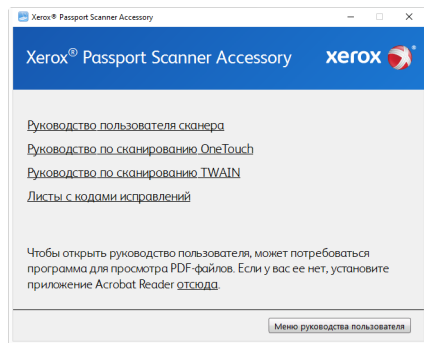 Xerox® Passport Scanner Accessory
Xerox® Passport Scanner Accessory
xerox
Руководство пользователя сканера
Руководство по сканированию OneTouch
Руководство по сканированию TWAIN
Листы с кодами исправлений
Чтобы открыть руководство пользователя, может потребоваться
программа для просмотра PDF-файлов. Если у вас ее нет, установите
приложение Acrobat Reader отсюда.
Меню руководства пользователя